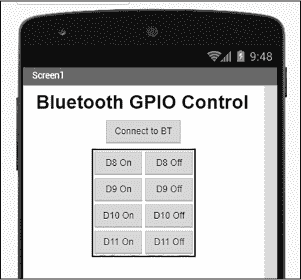 9:48
Screen1
Bluetooth GPIO Control
Connect to BT
D8 On D8 Off
D9 On D9 Off
D10 On D10 Off
D11 On D11 Off